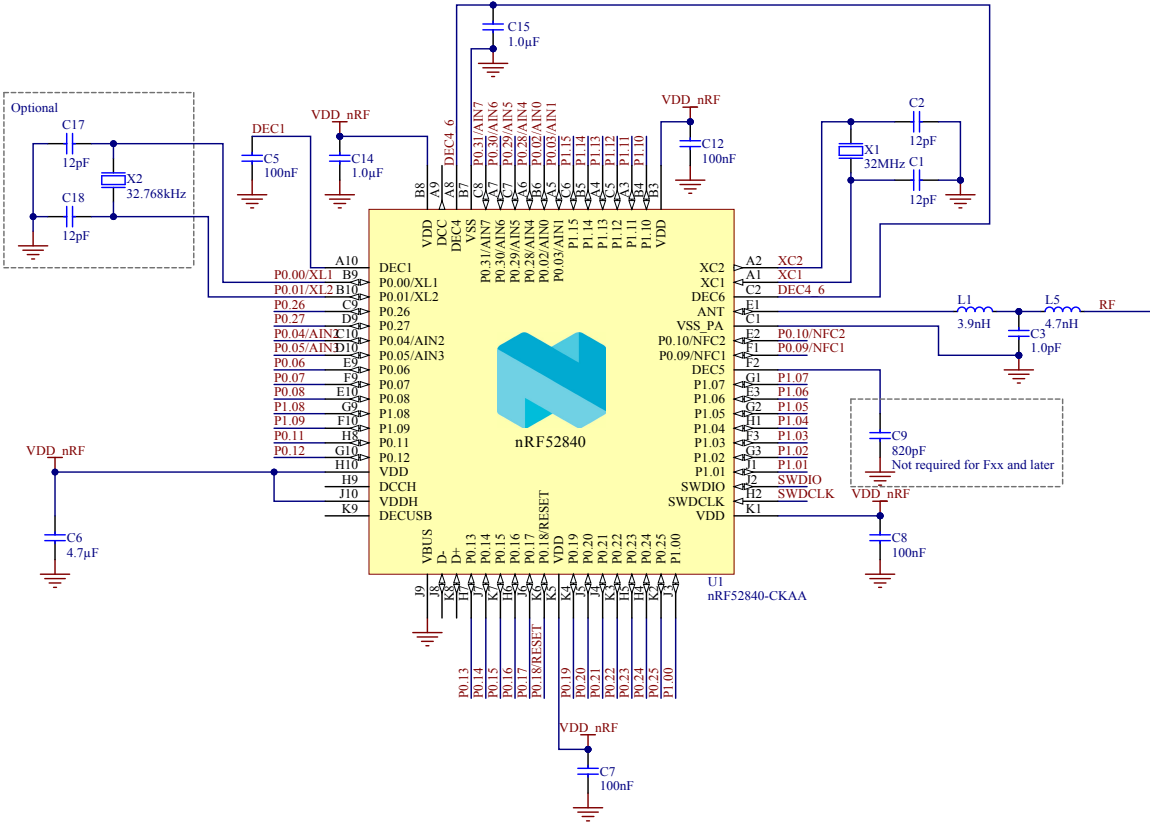 C15
1.0µF
Optional
C17
12pF
X2
32.768kHz
C18
12pF
DEC1
C5
100nF
VDD_nRF
C14
1.0µF
DEC4_6
P0.31/AIN7
P0.30/AIN6
P0.29/AIN5
P0.28/AIN4
P0.02/AIN0
P0.03/AIN1
P1.15
P1.14
P1.13
P1.12
P1.11
P1.10
VDD_nRF
C12
100nF
C2
12pF
X1
32MHz
C1
12pF
B8
A9
A8
B7
C8
A7
C7
A6
B6
A5
C6
B5
A4
C5
A3
B4
B3
VDD
DCC
DEC4
VSS
P0.31/AIN7
P0.30/AIN6
P0.29/AIN5
P0.28/AIN4
P0.02/AIN0
P0.03/AIN1
P1.15
P1.14
P1.13
P1.12
P1.11
P1.10
VDD
A10 DEC1
P0.00/XL1 B9 P0.00/XL1
P0.01/XL2 B10 P0.01/XL2
P0.26 C9 P0.26
P0.27 D9 P0.27
P0.04/AIN2 C10 P0.04/AIN2
P0.05/AIN3 D10 P0.05/AIN3
P0.06 E9 P0.06
P0.07 F9 P0.07
P0.08 E10 P0.08
P1.08 G9 P1.08
P1.09 F10 P1.09
P0.11 H8 P0.11
P0.12 G10 P0.12
H10 VDD
H9 DCCH
J10 VDDH
K9 DECUSB
VDD_nRF
C6
4.7µF
nRF52840
XC2 A2 XC2
XC1 A1 XC1
DEC6 C2 DEC4_6
ANT E1
VSS_PA C1
P0.10/NFC2 E2 P0.10/NFC2
P0.09/NFC1 F1 P0.09/NFC1
DEC5 F2
P1.07 G1 P1.07
P1.06 E3 P1.06
P1.05 G2 P1.05
P1.04 H1 P1.04
P1.03 F3 P1.03
P1.02 G3 P1.02
P1.01 J1 P1.01
SWDIO J2 SWDIO
SWDCLK H2 SWDCLK
VDD K1
L1
3.9nH
L5
4.7nH
RF
C3
1.0pF
C9
820pF
Not required for Fxx and later
VDD_nRF
C8
100nF
VBUS
D-
D+
P0.13
P0.14
P0.15
P0.16
P0.17
P0.18/RESET
VDD
P0.19
P0.20
P0.21
P0.22
P0.23
P0.24
P0.25
P1.00
J9
J8
K8
H7
J7
K7
H6
J6
K6
K5
K4
J5
J4
K3
H5
H4
K2
J3
U1
nRF52840-CKAA
P0.13
P0.14
P0.15
P0.16
P0.17
P0.18/RESET
P0.19
P0.20
P0.21
P0.22
P0.23
P0.24
P0.25
P1.00
VDD_nRF
C7
100nF